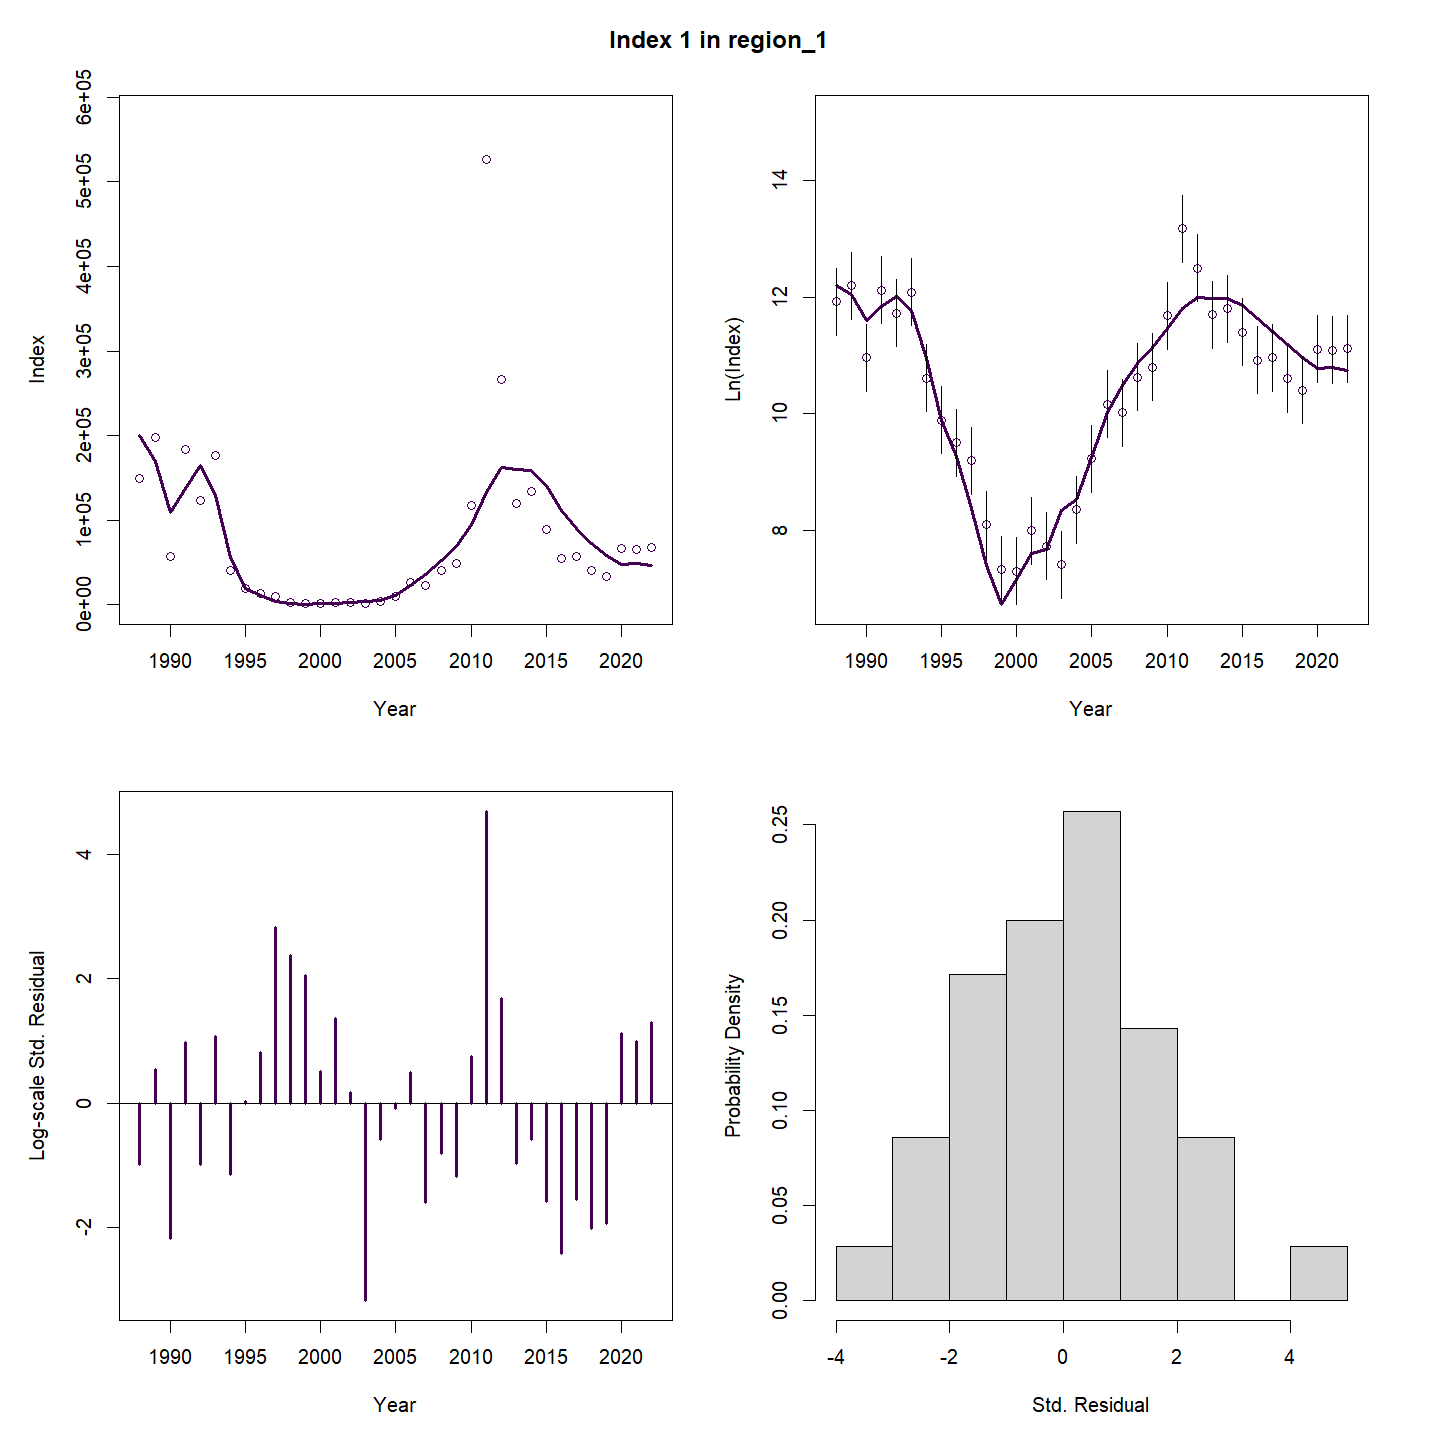 Index 1 in region_1
6e+05
5e+05
4e+05
3e+05
2e+05
1e+05
0e+00
Index
1990 1995 2000 2005 2010 2015 2020
Year
14
12
10
8
Ln(Index)
1990 1995 2000 2005 2010 2015 2020
Year
4
2
0
-2
Log-scale Std. Residual
1990 1995 2000 2005 2010 2015 2020
Year
0.25
0.20
0.15
0.10
0.05
0.00
Probability Density
-4 -2 0 2 4
Std. Residual